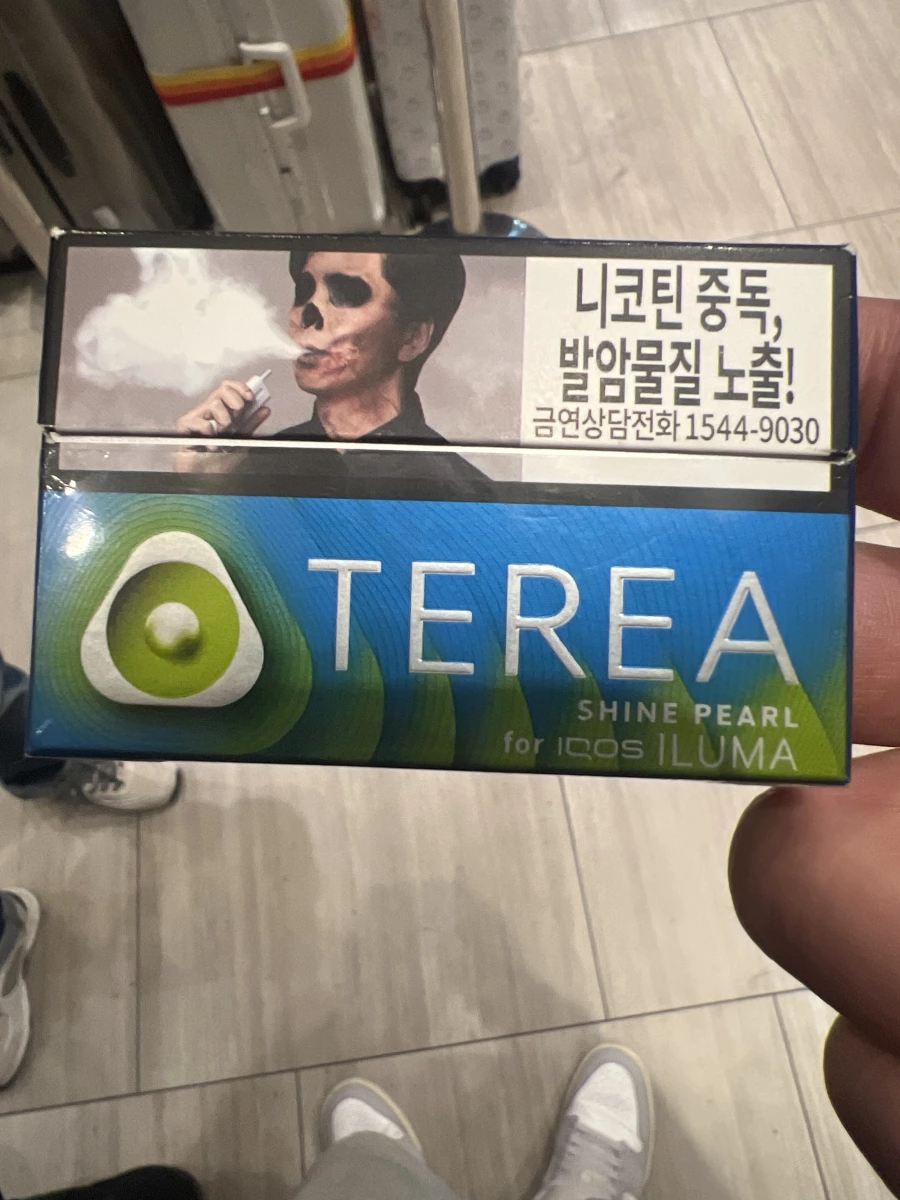 니코틴 중독,
발암물질 노출!
금연상담전화 1544-9030
TEREA
SHINE PEARL
for IQOS ILUMA